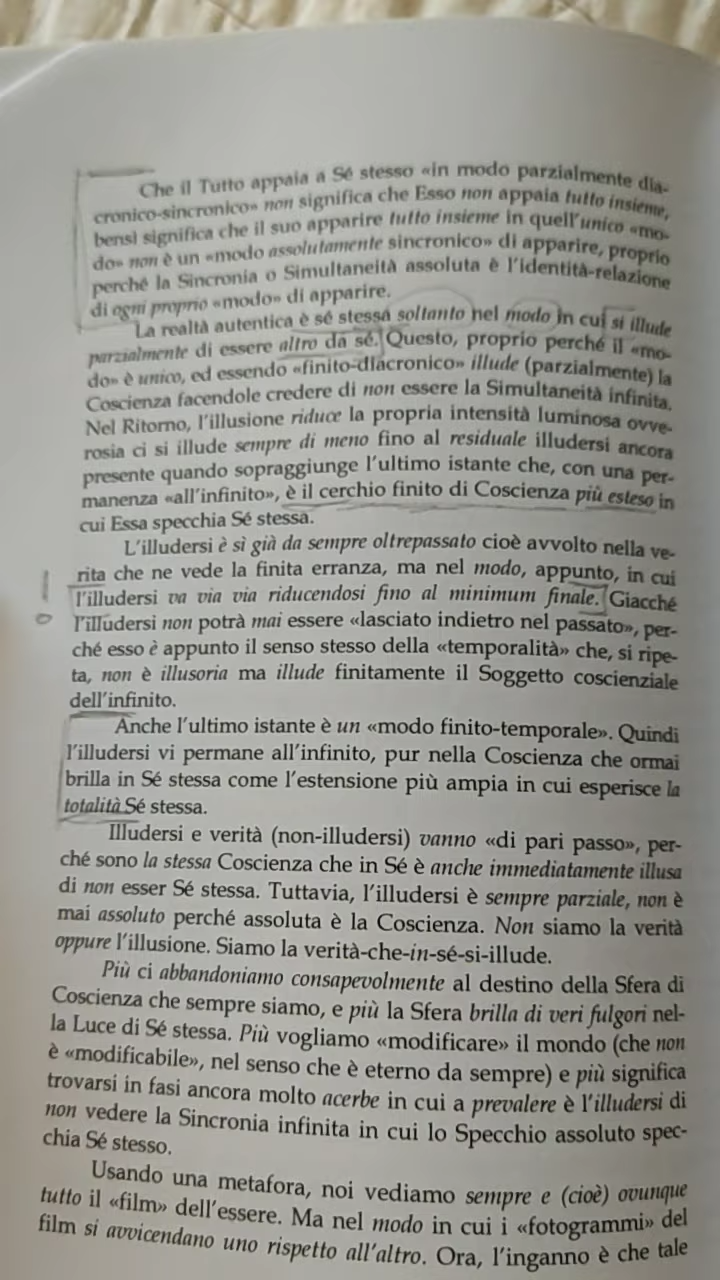 Che il Tutto appaia a Sé stesso «in modo parzialmente dia-
cronico-sincronico» non significa che Esso non appaia tutto insieme,
bensì significa che il suo apparire tutto insieme in quell'unico «mo-
do» non è un «modo assolutamente sincronico» di apparire, proprio
perché la Sincronia o Simultaneità assoluta è l'identità-relazione
di ogni proprio «modo» di apparire.
La realtà autentica è sé stessa soltanto nel modo in cui si illude
parzialmente di essere altro da sé. Questo, proprio perché il «mo-
do» è unico, ed essendo «finito-diacronico» illude (parzialmente) la
Coscienza facendole credere di non essere la Simultaneità infinita.
Nel Ritorno, l'illusione riduce la propria intensità luminosa ovve-
rosia ci si illude sempre di meno fino al residuale illudersi ancora
presente quando sopraggiunge l'ultimo istante che, con una per-
manenza «all'infinito», è il cerchio finito di Coscienza più esteso in
cui Essa specchia Sé stessa.
L'illudersi è sì già da sempre oltrepassato cioè avvolto nella ve-
rita che ne vede la finita erranza, ma nel modo, appunto, in cui
l'illudersi va via via riducendosi fino al minimum finale. Giacché
l'illudersi non potrà mai essere «lasciato indietro nel passato», per-
ché esso è appunto il senso stesso della «temporalità» che, si ripe-
ta, non è illusoria ma illude finitamente il Soggetto coscienziale
dell'infinito.
Anche l'ultimo istante è un «modo finito-temporale». Quindi
l'illudersi vi permane all'infinito, pur nella Coscienza che ormai
brilla in Sé stessa come l'estensione più ampia in cui esperisce la
totalità Sé stessa.
Illudersi e verità (non-illudersi) vanno «di pari passo», per-
ché sono la stessa Coscienza che in Sé è anche immediatamente illusa
di non esser Sé stessa. Tuttavia, l'illudersi è sempre parziale, non è
mai assoluto perché assoluta è la Coscienza. Non siamo la verità
oppure l'illusione. Siamo la verità-che-in-sé-si-illude.
Più ci abbandoniamo consapevolmente al destino della Sfera di
Coscienza che sempre siamo, e più la Sfera brilla di veri fulgori nel-
la Luce di Sé stessa. Più vogliamo «modificare» il mondo (che non
è «modificabile», nel senso che è eterno da sempre) e più significa
trovarsi in fasi ancora molto acerbe in cui a prevalere è l'illudersi di
non vedere la Sincronia infinita in cui lo Specchio assoluto spec-
chia Sé stesso.
Usando una metafora, noi vediamo sempre e (cioè) ovunque
tutto il «film» dell'essere. Ma nel modo in cui i «fotogrammi» del
film si avvicendano uno rispetto all'altro. Ora, l'inganno è che tale